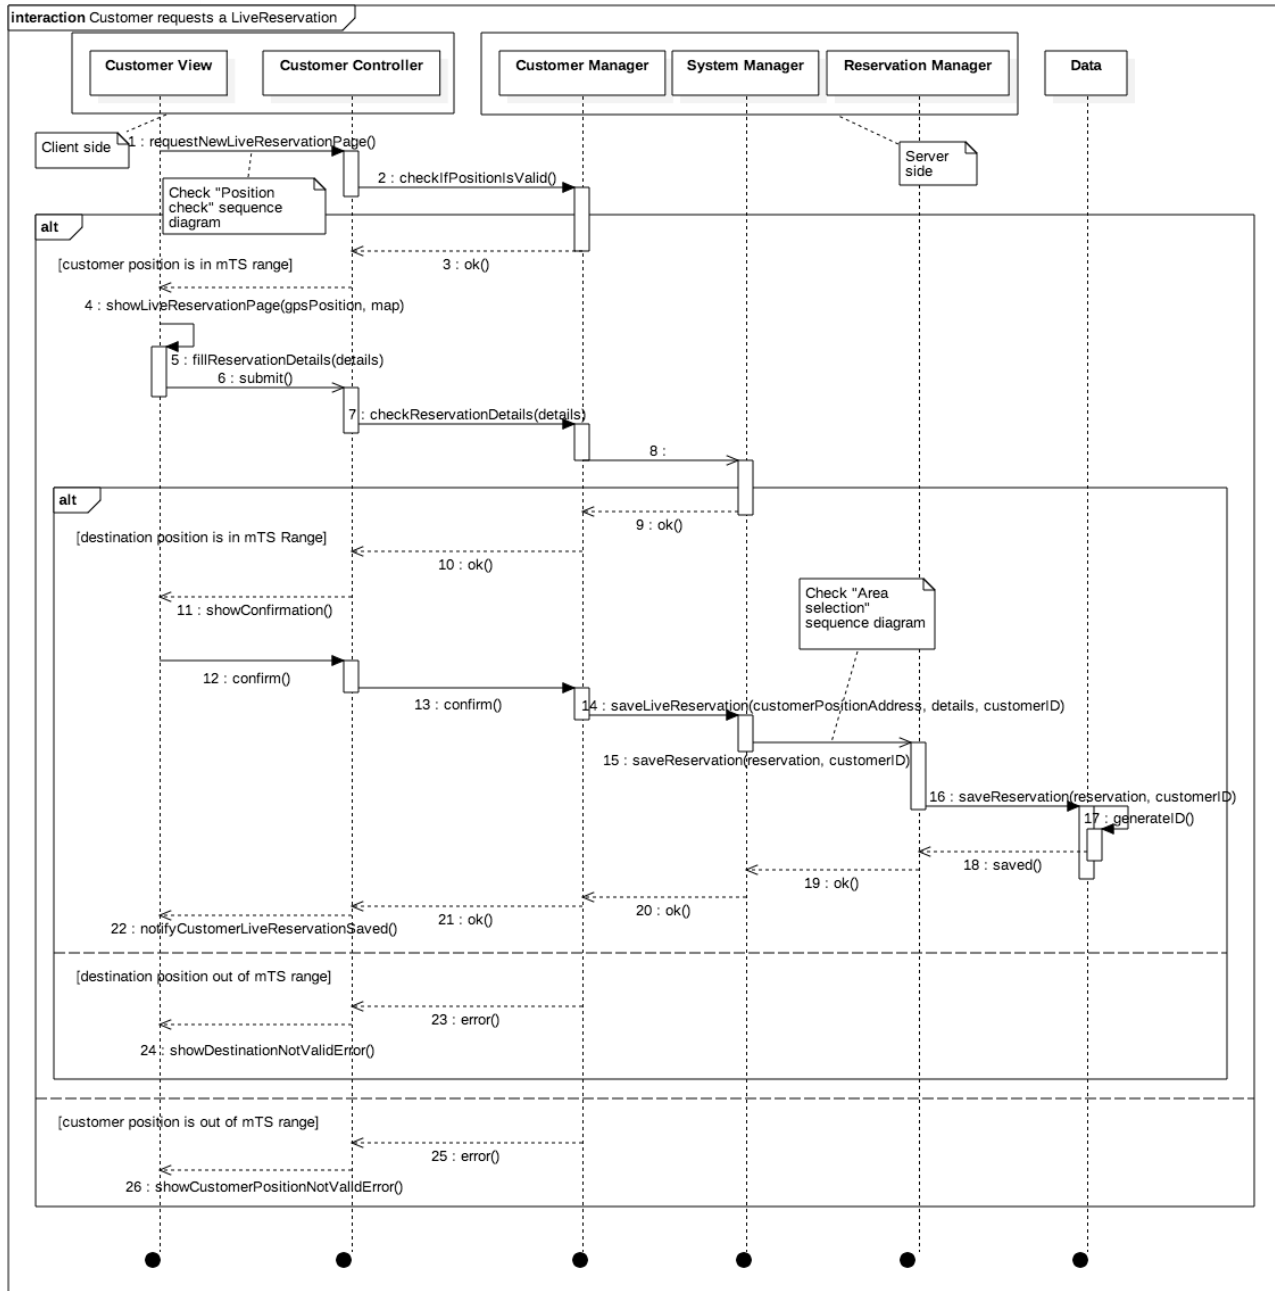 interaction Customer requests a LiveReservation
Customer View
Customer Controller
Customer Manager
System Manager
Reservation Manager
Data
Client side
1 : requestNewLiveReservationPage()
Server
side
2 : checkIfPositionIsValid()
Check "Position
check" sequence
diagram
alt
3 : ok()
[customer position is in mTS range]
4 : showLiveReservationPage(gpsPosition, map)
5 : fillReservationDetails(details)
6 : submit()
7 : checkReservationDetails(details)
8 :
alt
9 : ok()
[destination position is in mTS Range]
10 : ok()
Check "Area
selection"
sequence diagram
11 : showConfirmation()
12 : confirm()
13 : confirm()
14 : saveLiveReservation(customerPositionAddress, details, customerID)
15 : saveReservation(reservation, customerID)
16 : saveReservation(reservation, customerID)
17 : generateID()
18 : saved()
19 : ok()
20 : ok()
21 : ok()
22 : notifyCustomerLiveReservationSaved()
[destination position out of mTS range]
23 : error()
24 : showDestinationNotValidError()
[customer position is out of mTS range]
25 : error()
26 : showCustomerPositionNotValidError()